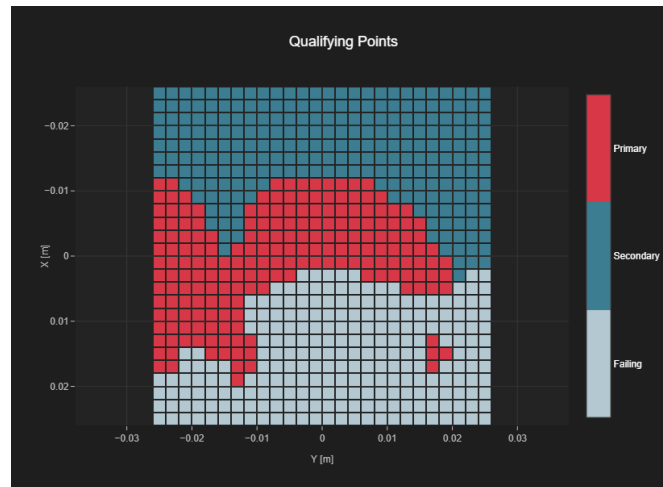 Qualifying Points
−0.02
−0.01
0
0.01
0.02
X [m]
−0.03
−0.02
−0.01
0
0.01
0.02
0.03
Y [m]
Primary
Secondary
Failing